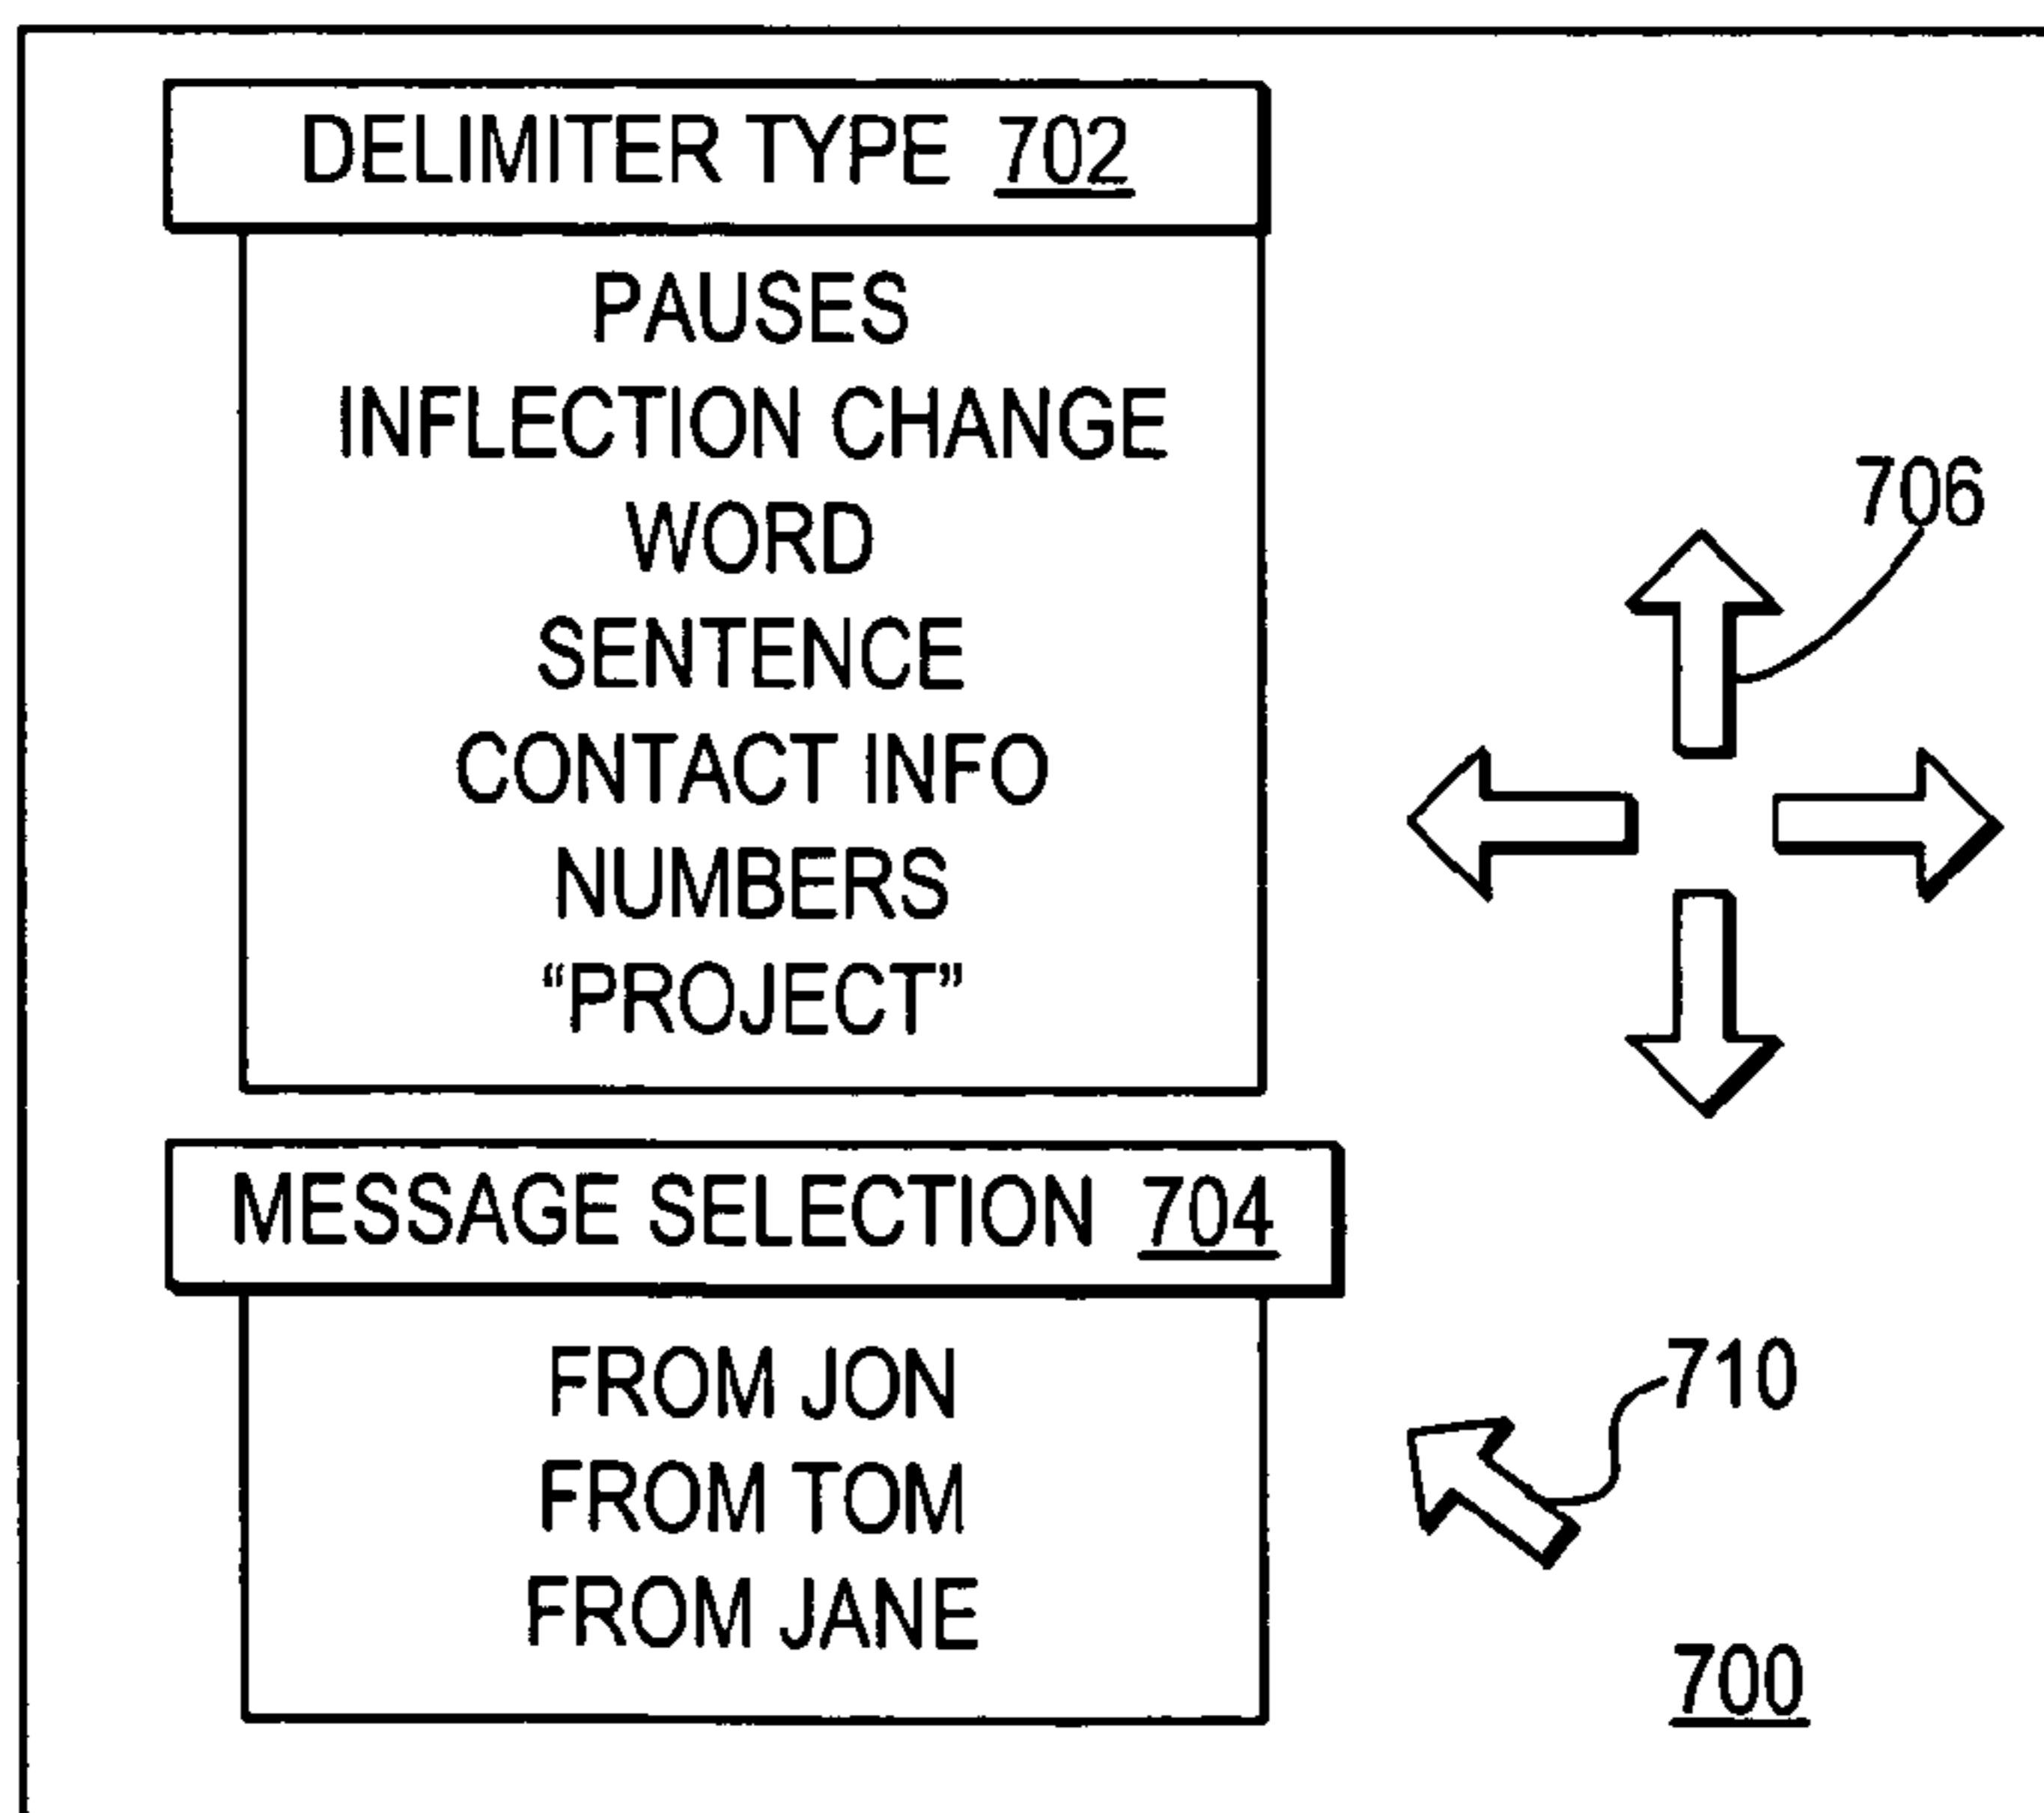 DELIMITER TYPE 702
PAUSES
INFLECTION CHANGE
WORD
SENTENCE
CONTACT INFO
NUMBERS
“PROJECT”
706
MESSAGE SELECTION 704
FROM JON
FROM TOM
FROM JANE
710
700